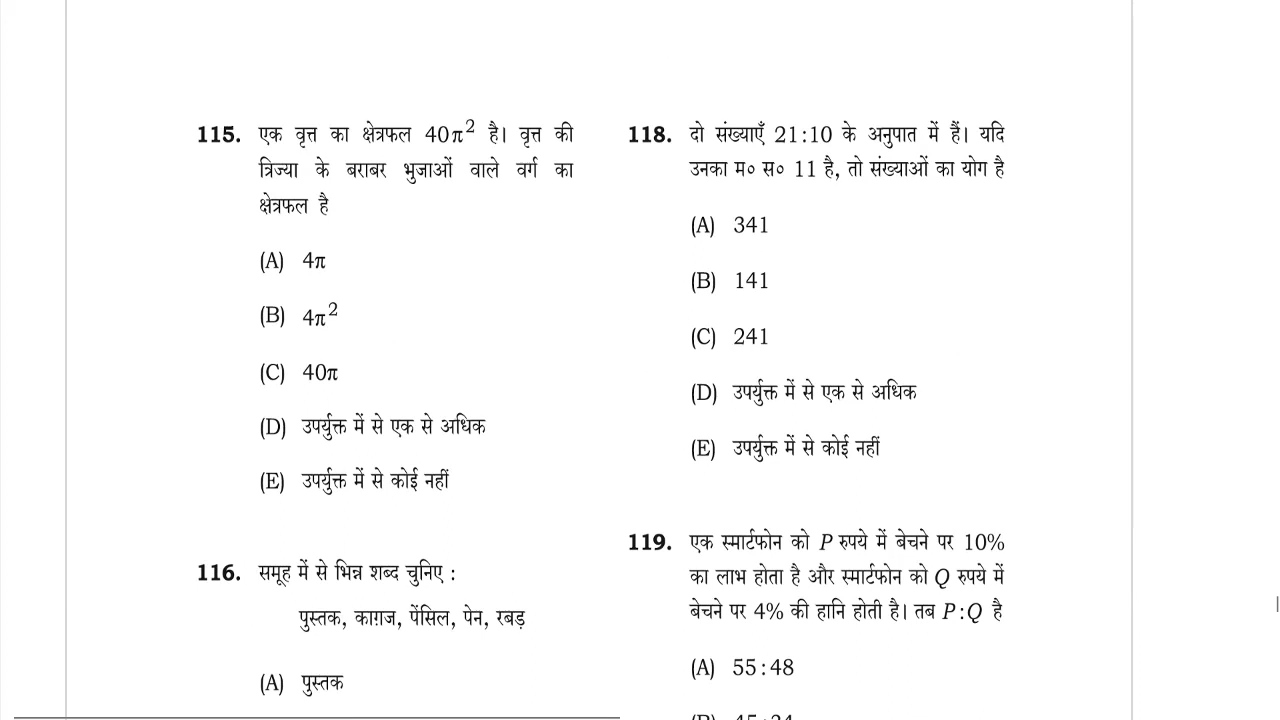 115. एक वृत्त का क्षेत्रफल 40π² है। वृत्त की
त्रिज्या के बराबर भुजाओं वाले वर्ग का
क्षेत्रफल है
(A) 4π
(B) 4π²
(C) 40π
(D) उपर्युक्त में से एक से अधिक
(E) उपर्युक्त में से कोई नहीं
116. समूह में से भिन्न शब्द चुनिए :
पुस्तक, काग़ज, पेंसिल, पेन, रबड़
(A) पुस्तक
118. दो संख्याएँ 21:10 के अनुपात में हैं। यदि
उनका म० स० 11 है, तो संख्याओं का योग है
(A) 341
(B) 141
(C) 241
(D) उपर्युक्त में से एक से अधिक
(E) उपर्युक्त में से कोई नहीं
119. एक स्मार्टफोन को P रुपये में बेचने पर 10%
का लाभ होता है और स्मार्टफोन को Q रुपये में
बेचने पर 4% की हानि होती है। तब P:Q है
(A) 55:48